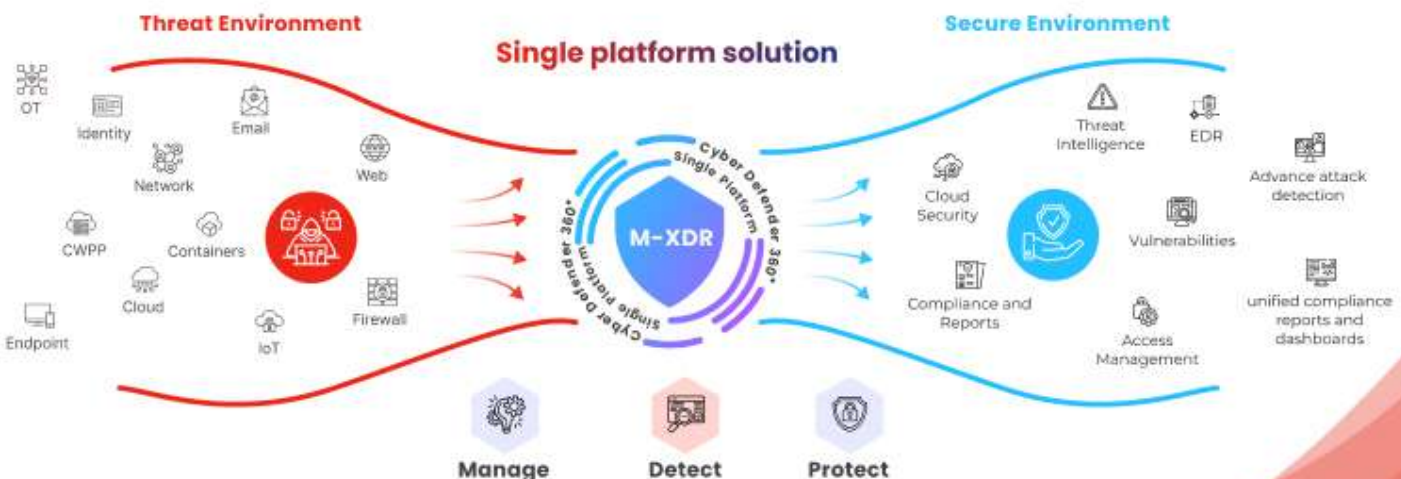 Threat Environment
Single platform solution
Secure Environment
OT
Identity
Email
Network
Web
CWPP
Containers
Cloud
Endpoint
IoT
Firewall
Cyber Defender 360°
Single Platform
M-XDR
Single Platform
Cyber Defender 360°
Threat
Intelligence
EDR
Cloud
Security
Advance attack
detection
Vulnerabilities
Compliance and
Reports
Access
Management
unified compliance
reports and
dashboards
Manage
Detect
Protect